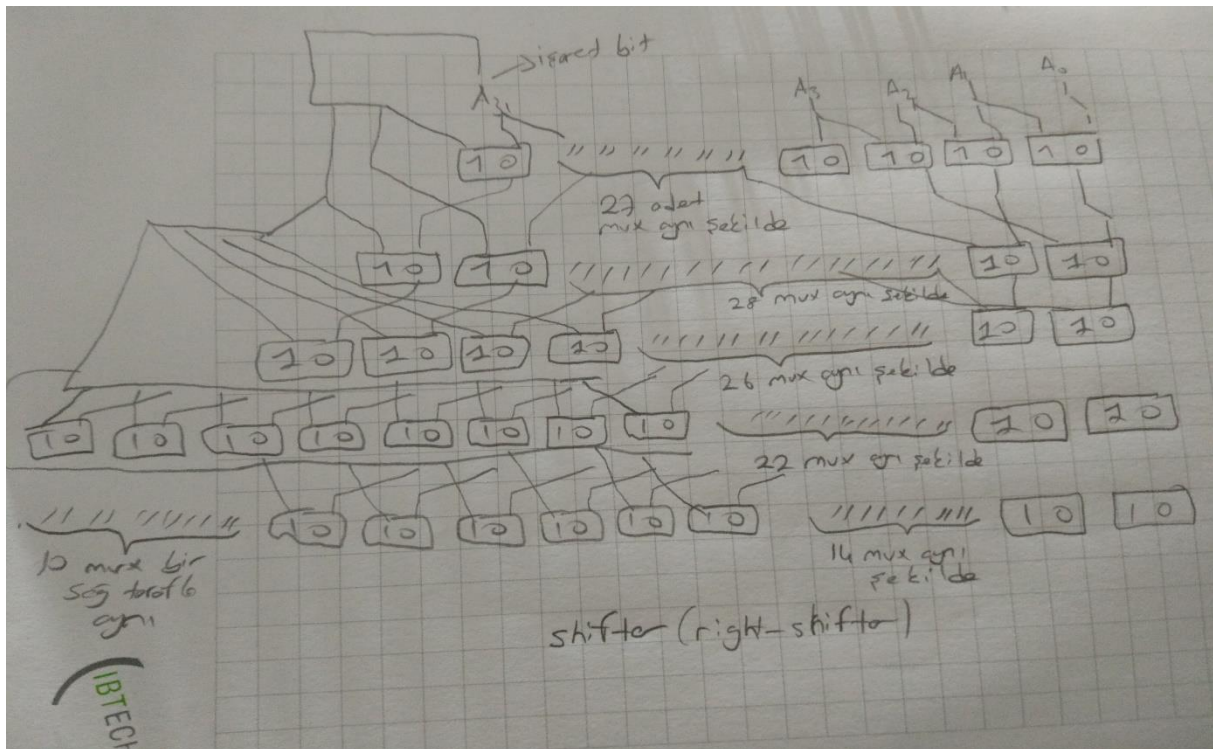 signed bit
A31
A3 A2 A1 A0
1 0 〃 〃 〃 〃 〃 〃 1 0 1 0 1 0 1 0
27 adet
mux aynı şekilde
1 0 1 0 1 0 1 0
28 mux aynı şekilde
1 0 1 0 1 0 1 0 1 0 1 0
26 mux aynı şekilde
1 0 1 0 1 0 1 0 1 0 1 0 1 0 1 0 1 0 1 0
22 mux aynı şekilde
1 0 1 0 1 0 1 0 1 0 1 0 1 0 1 0
10 mux bir
sağ taraf
aynı
14 mux aynı
şekilde
shifter (right-shifter)
IBTECH